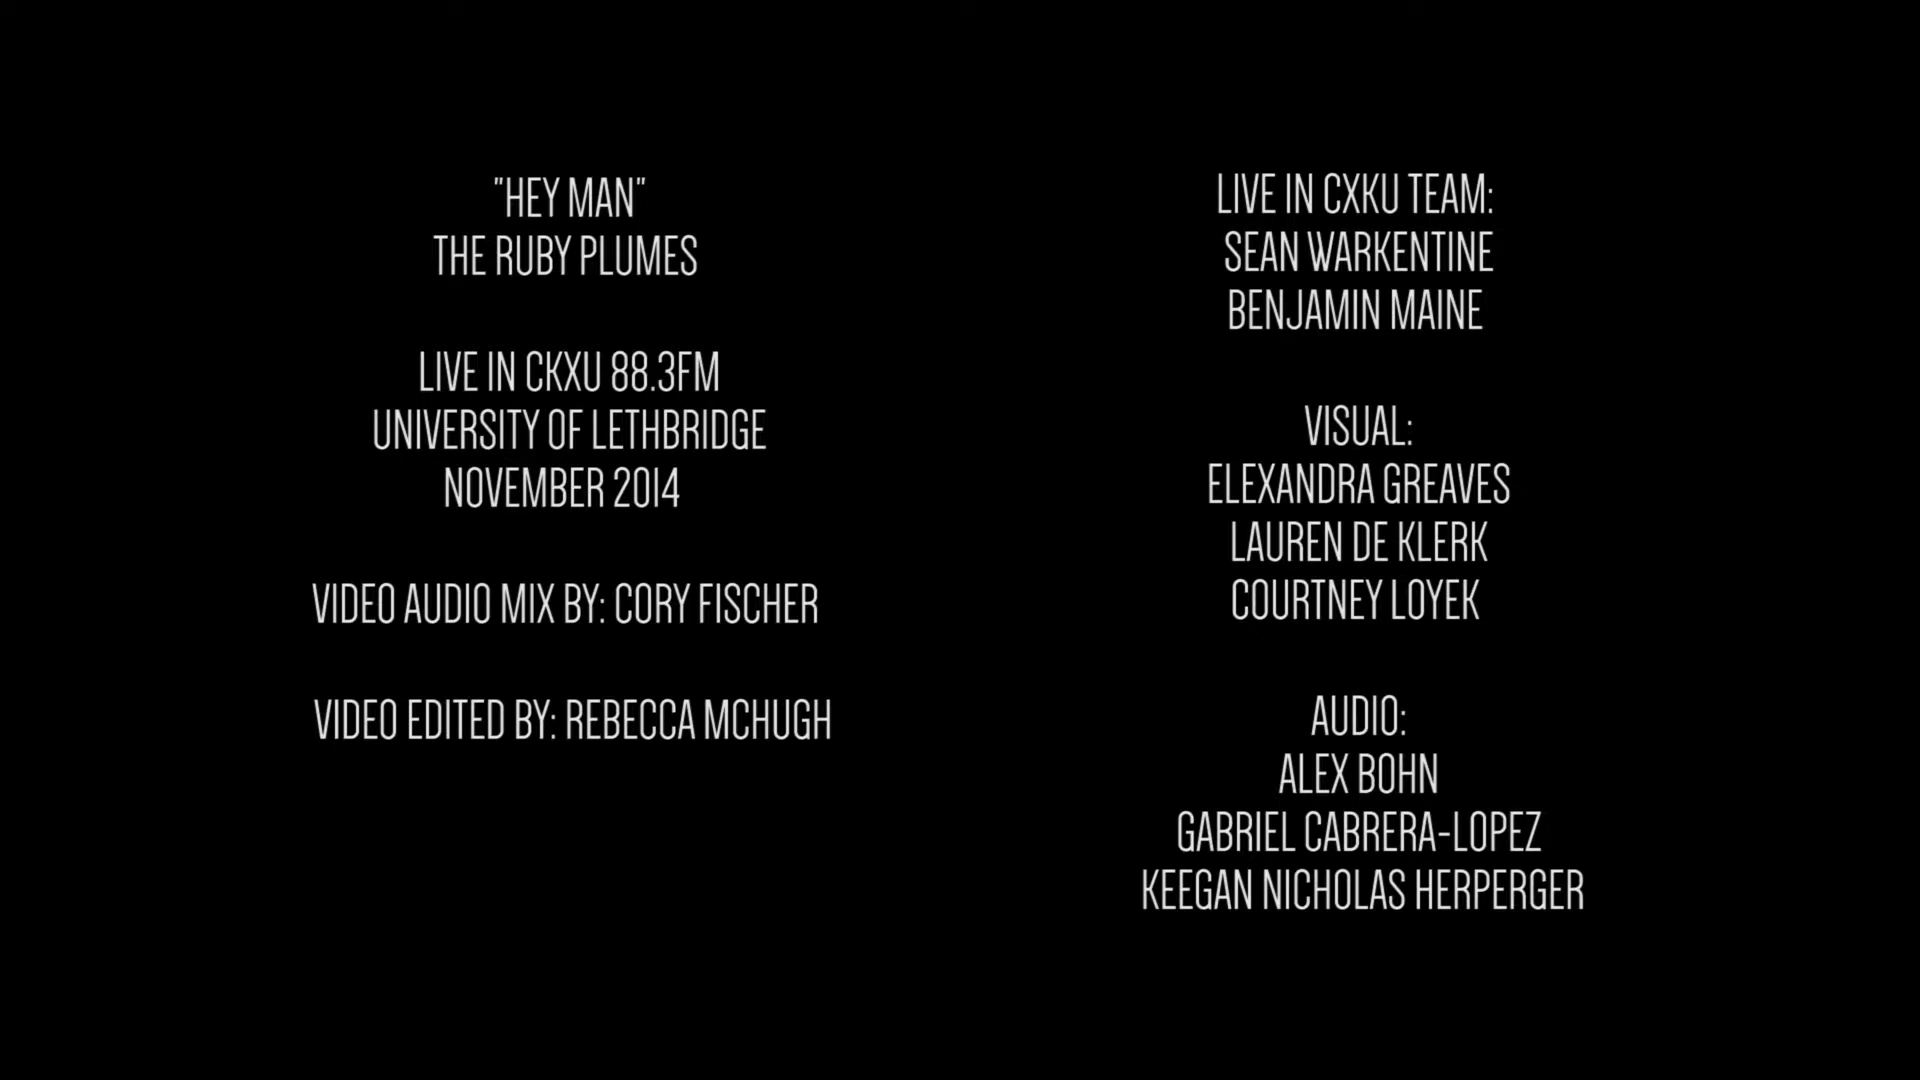 "HEY MAN"
THE RUBY PLUMES
LIVE IN CKXU 88.3FM
UNIVERSITY OF LETHBRIDGE
NOVEMBER 2014
VIDEO AUDIO MIX BY: CORY FISCHER
VIDEO EDITED BY: REBECCA MCHUGH
LIVE IN CXKU TEAM:
SEAN WARKENTINE
BENJAMIN MAINE
VISUAL:
ELEXANDRA GREAVES
LAUREN DE KLERK
COURTNEY LOYEK
AUDIO:
ALEX BOHN
GABRIEL CABRERA-LOPEZ
KEEGAN NICHOLAS HERPERGER